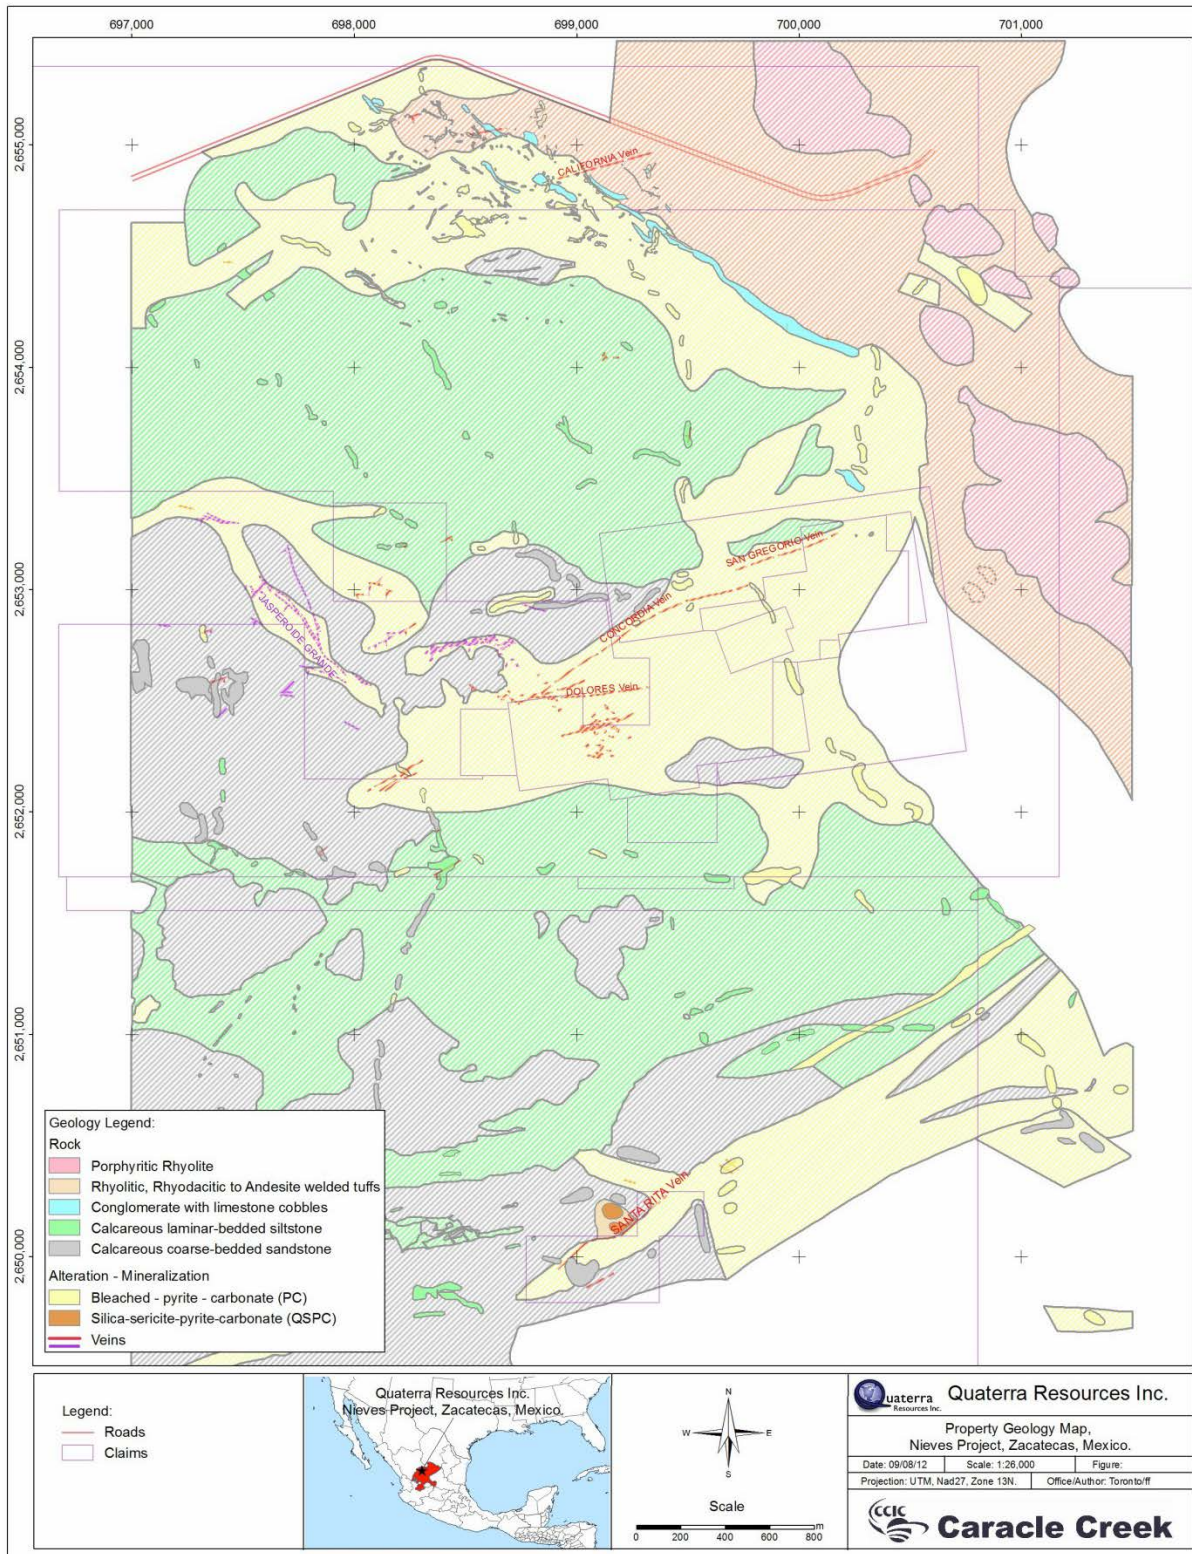 697,000
698,000
699,000
700,000
701,000
2,655,000
2,654,000
2,653,000
2,652,000
2,651,000
2,650,000
CALIFORNIA Vein
SAN GREGORIO Vein
CONCORDIA Vein
JASPEROIDE GRANDE
DOLORES Vein
SANTA RITA Vein
Geology Legend:
Rock
Porphyritic Rhyolite
Rhyolitic, Rhyodacitic to Andesite welded tuffs
Conglomerate with limestone cobbles
Calcareous laminar-bedded siltstone
Calcareous coarse-bedded sandstone
Alteration - Mineralization
Bleached - pyrite - carbonate (PC)
Silica-sericite-pyrite-carbonate (QSPC)
Veins
Legend:
Roads
Claims
Quaterra Resources Inc.
Nieves Project, Zacatecas, Mexico.
N
W
E
S
Scale
0 200 400 600 800
m
Quaterra
Resources Inc.
Quaterra Resources Inc.
Property Geology Map,
Nieves Project, Zacatecas, Mexico.
Date: 09/08/12 Scale: 1:26,000 Figure:
Projection: UTM, Nad27, Zone 13N. Office/Author: Toronto/ff
CCIC
Caracle Creek